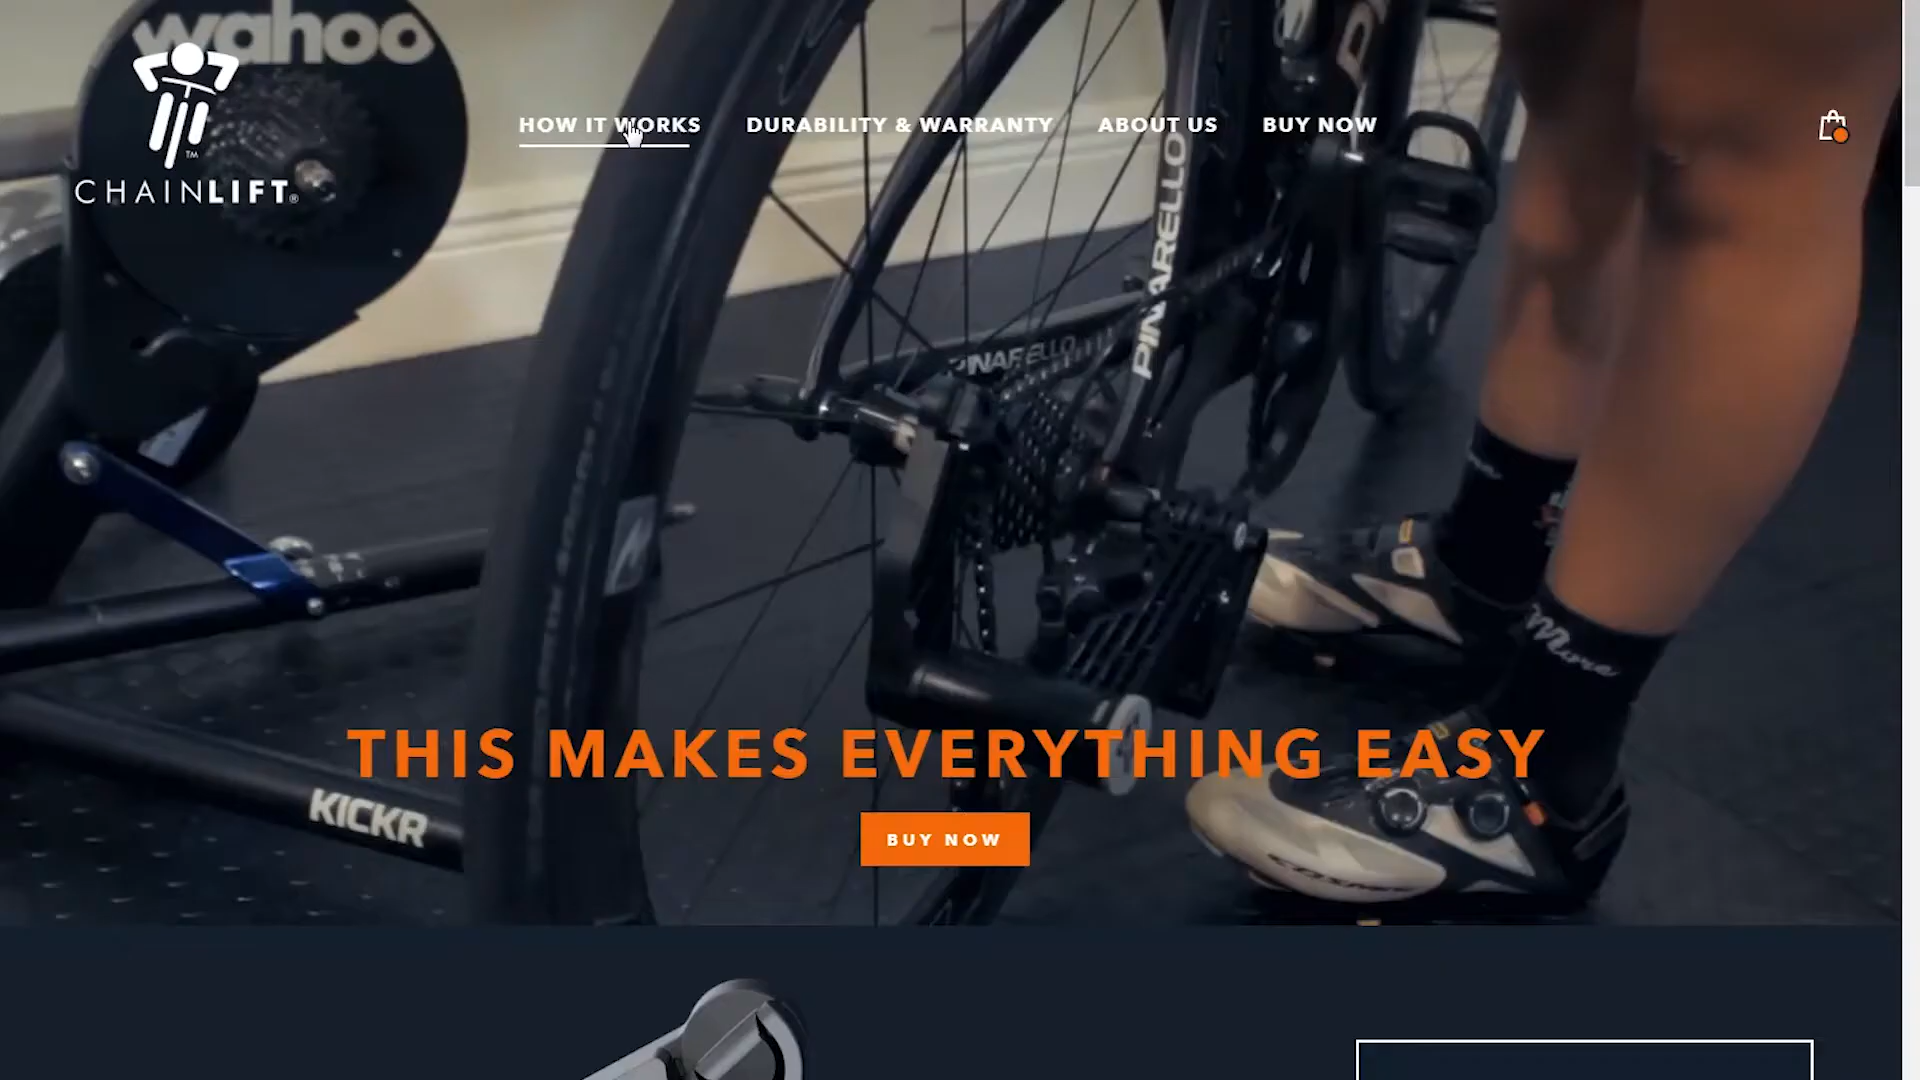 wahoo
TM
CHAINLIFT®
HOW IT WORKS
DURABILITY & WARRANTY
ABOUT US
BUY NOW
PINARELLO
PINARELLO
THIS MAKES EVERYTHING EASY
BUY NOW
KICKR